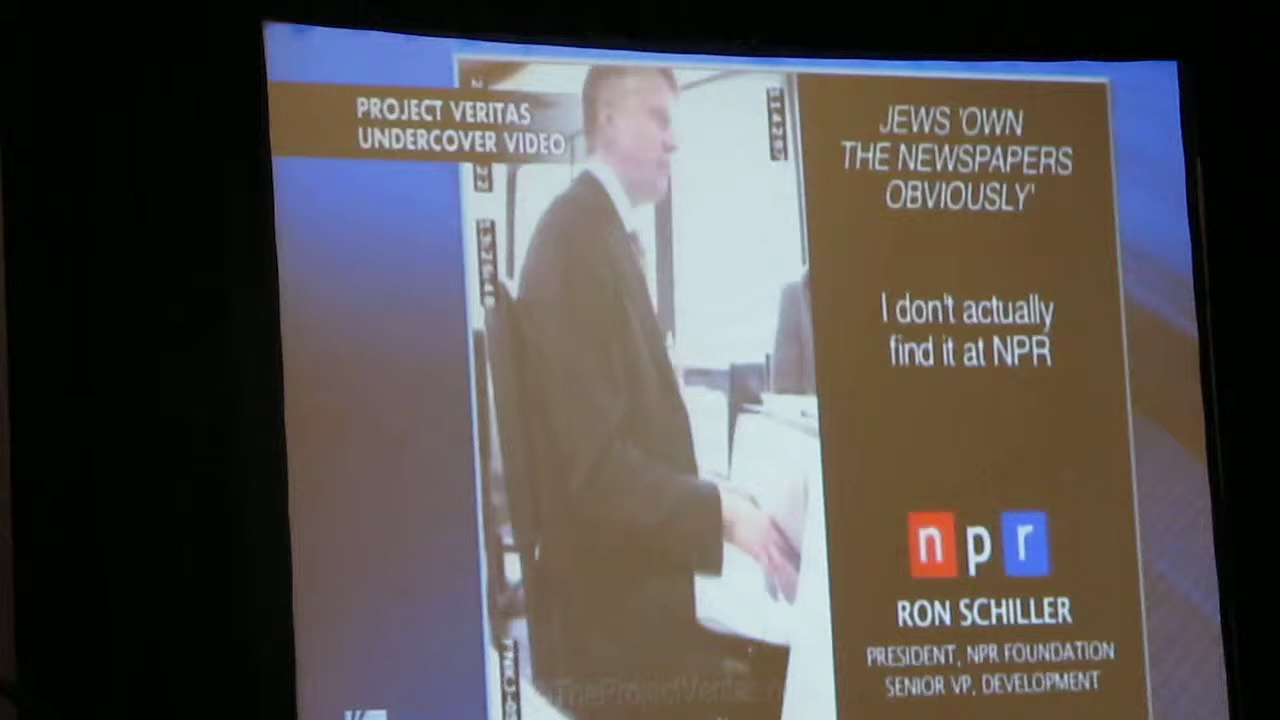 PROJECT VERITAS
UNDERCOVER VIDEO
JEWS 'OWN
THE NEWSPAPERS
OBVIOUSLY'
I don't actually
find it at NPR
npr
RON SCHILLER
PRESIDENT, NPR FOUNDATION
SENIOR VP, DEVELOPMENT